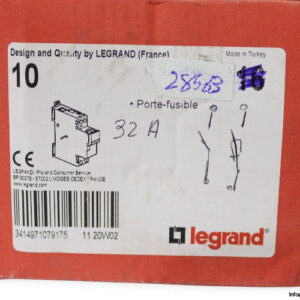 Design and Quality by LEGRAND (France)
Made in Turkey
10
28563
16
• Porte-fusible
32 A
CE
LEGRAND - Pro and Consumer Service
BP 30076 - 87002 LIMOGES CEDEX FRANCE
www.legrand.com
legrand
3414971079175
11 20W02